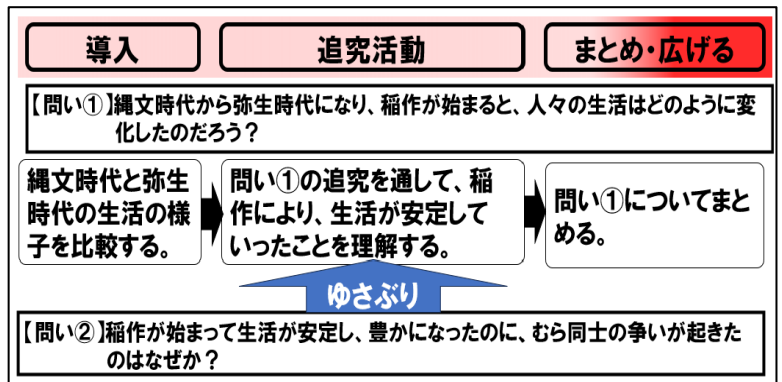 導入
追究活動
まとめ・広げる
【問い①】縄文時代から弥生時代になり、稲作が始まると、人々の生活はどのように変
化したのだろう？
縄文時代と弥生
時代の生活の様
子を比較する。
問い①の追究を通して、稲
作により、生活が安定して
いったことを理解する。
問い①についてまと
める。
ゆさぶり
【問い②】稲作が始まって生活が安定し、豊かになったのに、むら同士の争いが起きた
のはなぜか？